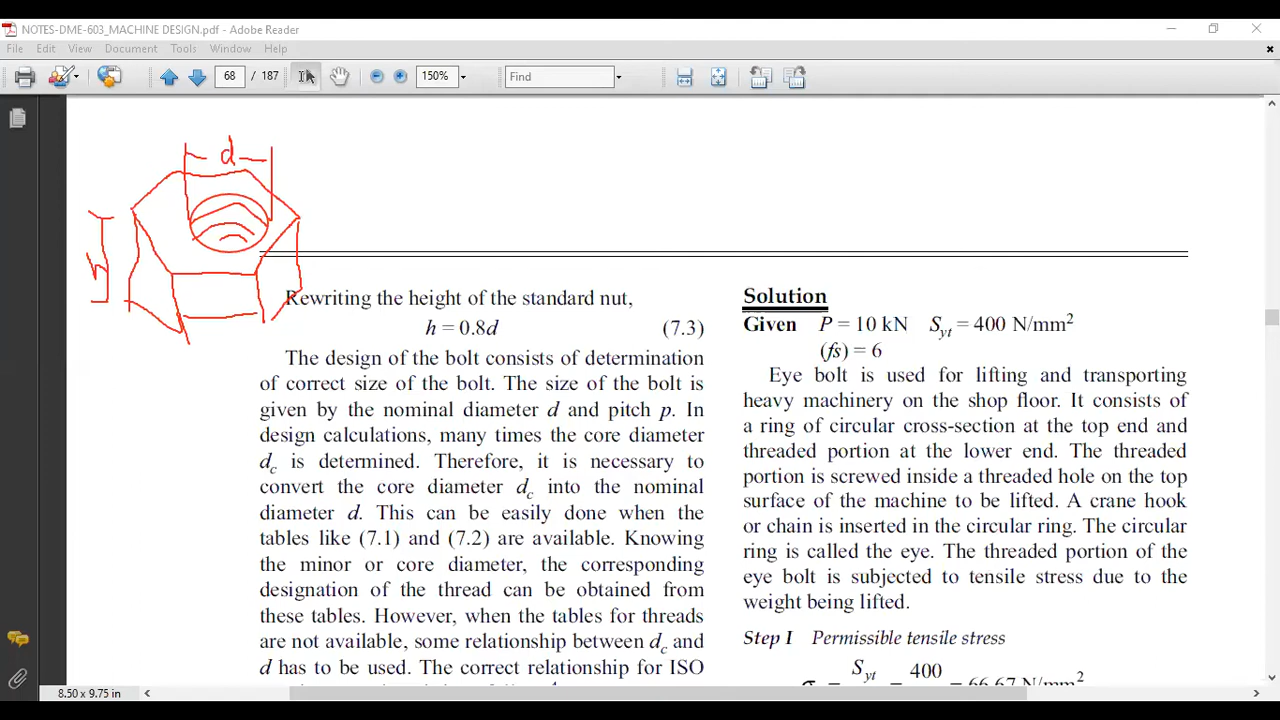 NOTES-DME-603_MACHINE DESIGN.pdf - Adobe Reader
File Edit View Document Tools Window Help
68 / 187 150% Find
d
h
Rewriting the height of the standard nut,
h = 0.8d (7.3)
The design of the bolt consists of determination
of correct size of the bolt. The size of the bolt is
given by the nominal diameter d and pitch p. In
design calculations, many times the core diameter
dc is determined. Therefore, it is necessary to
convert the core diameter dc into the nominal
diameter d. This can be easily done when the
tables like (7.1) and (7.2) are available. Knowing
the minor or core diameter, the corresponding
designation of the thread can be obtained from
these tables. However, when the tables for threads
are not available, some relationship between dc and
d has to be used. The correct relationship for ISO
Solution
Given P = 10 kN Syt = 400 N/mm²
(fs) = 6
Eye bolt is used for lifting and transporting
heavy machinery on the shop floor. It consists of
a ring of circular cross-section at the top end and
threaded portion at the lower end. The threaded
portion is screwed inside a threaded hole on the top
surface of the machine to be lifted. A crane hook
or chain is inserted in the circular ring. The circular
ring is called the eye. The threaded portion of the
eye bolt is subjected to tensile stress due to the
weight being lifted.
Step I Permissible tensile stress
Syt 400
= = = 66.67 N/mm²
8.50 x 9.75 in